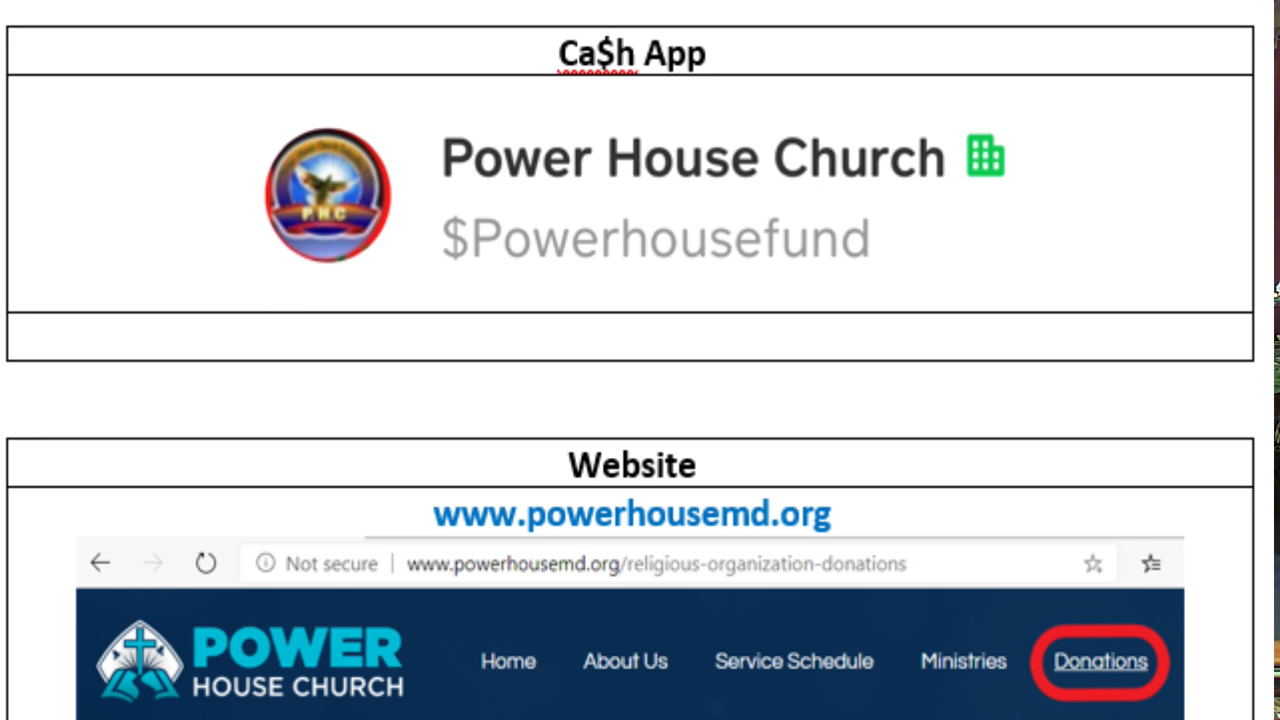 Ca$h App
P.H.C
Power House Church
$Powerhousefund
Website
www.powerhousemd.org
Not secure | www.powerhousemd.org/religious-organization-donations
POWER
HOUSE CHURCH
Home About Us Service Schedule Ministries Donations